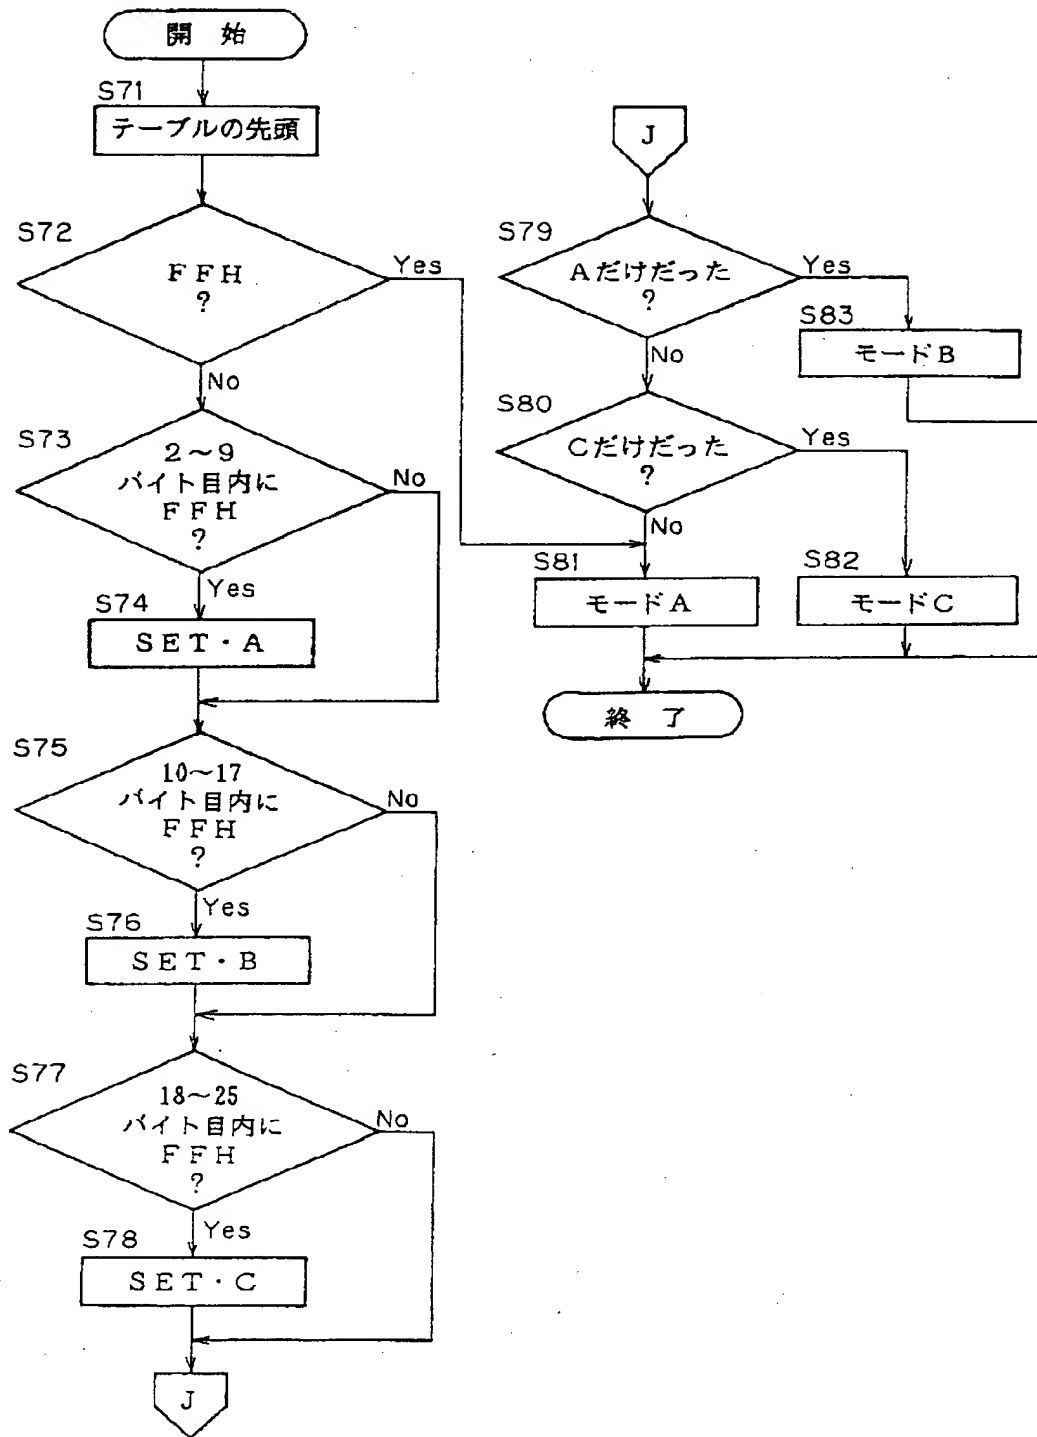 開 始
S71
テーブルの先頭
S72
FFH
?
Yes
No
S73
2～9
バイト目内に
FFH
?
No
Yes
S74
SET・A
S75
10～17
バイト目内に
FFH
?
No
Yes
S76
SET・B
S77
18～25
バイト目内に
FFH
?
No
Yes
S78
SET・C
J
J
S79
Aだけだった
?
Yes
No
S83
モードB
S80
Cだけだった
?
Yes
No
S81
モードA
S82
モードC
終 了